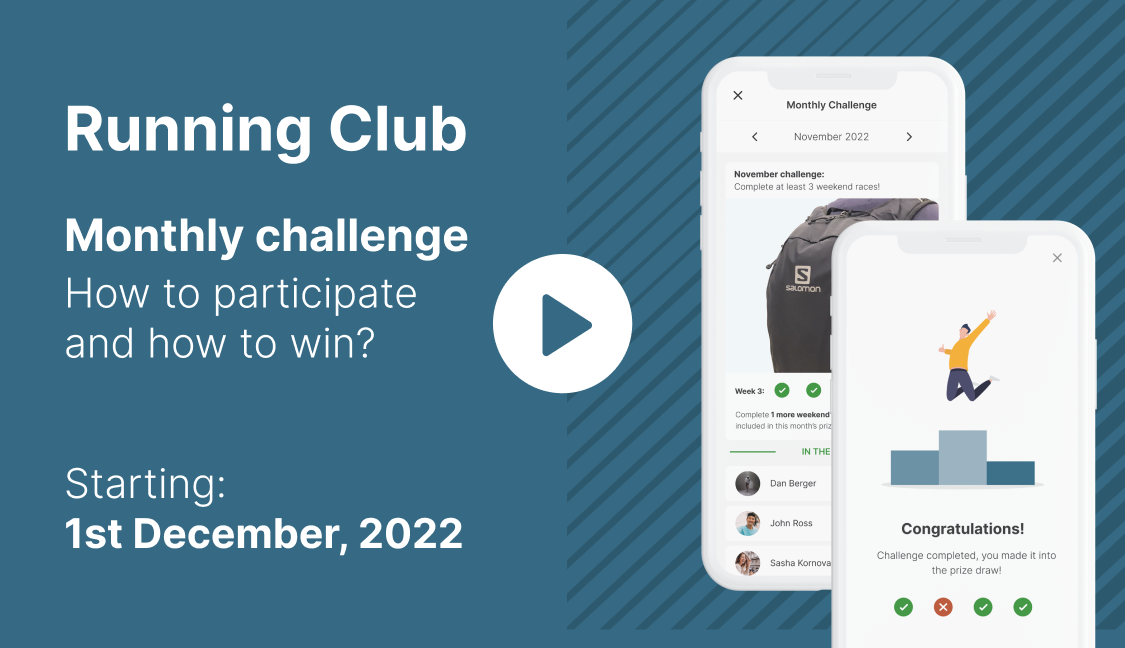 Running Club
Monthly challenge
How to participate
and how to win?
Starting:
1st December, 2022
Monthly Challenge
November 2022
November challenge:
Complete at least 3 weekend races!
S
SALOMON
Week 3:
Complete 1 more weekend
included in this month's
IN THE
Dan Berger
John Ross
Sasha Kornova
Congratulations!
Challenge completed, you made it into
the prize draw!